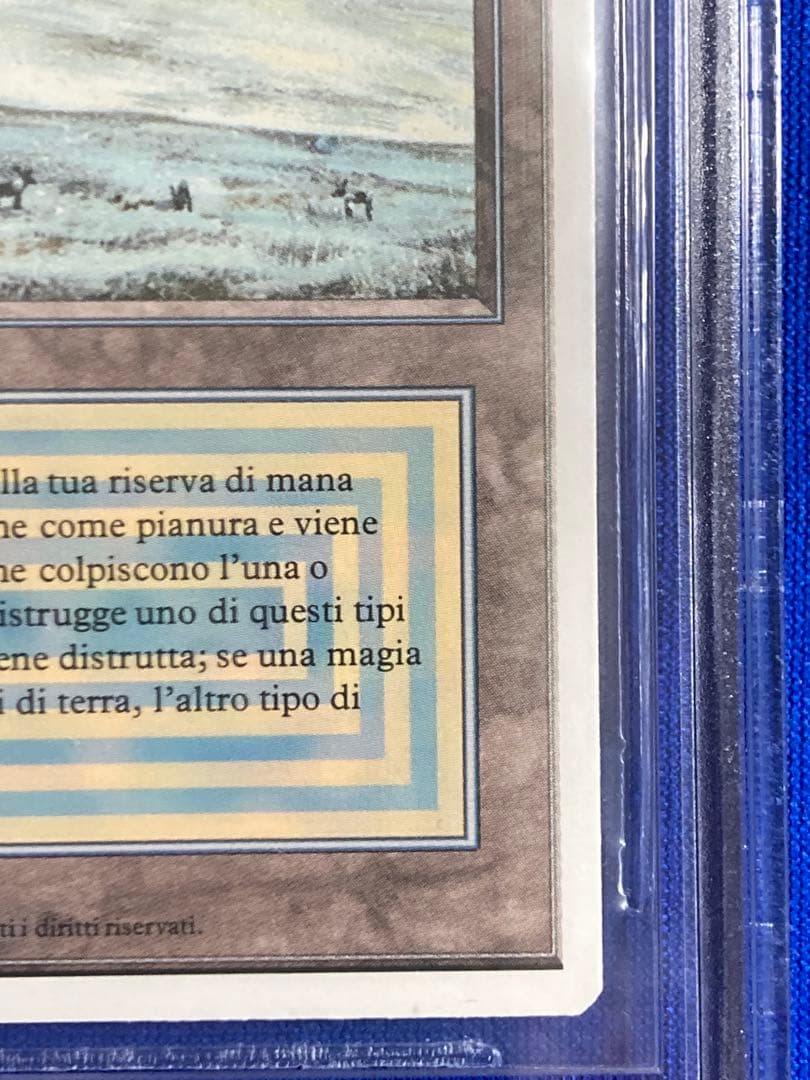 lla tua riserva di mana
ne come pianura e viene
ne colpiscono l'una o
istrugge uno di questi tipi
ene distrutta; se una magia
i di terra, l'altro tipo di
ti i diritti riservati.